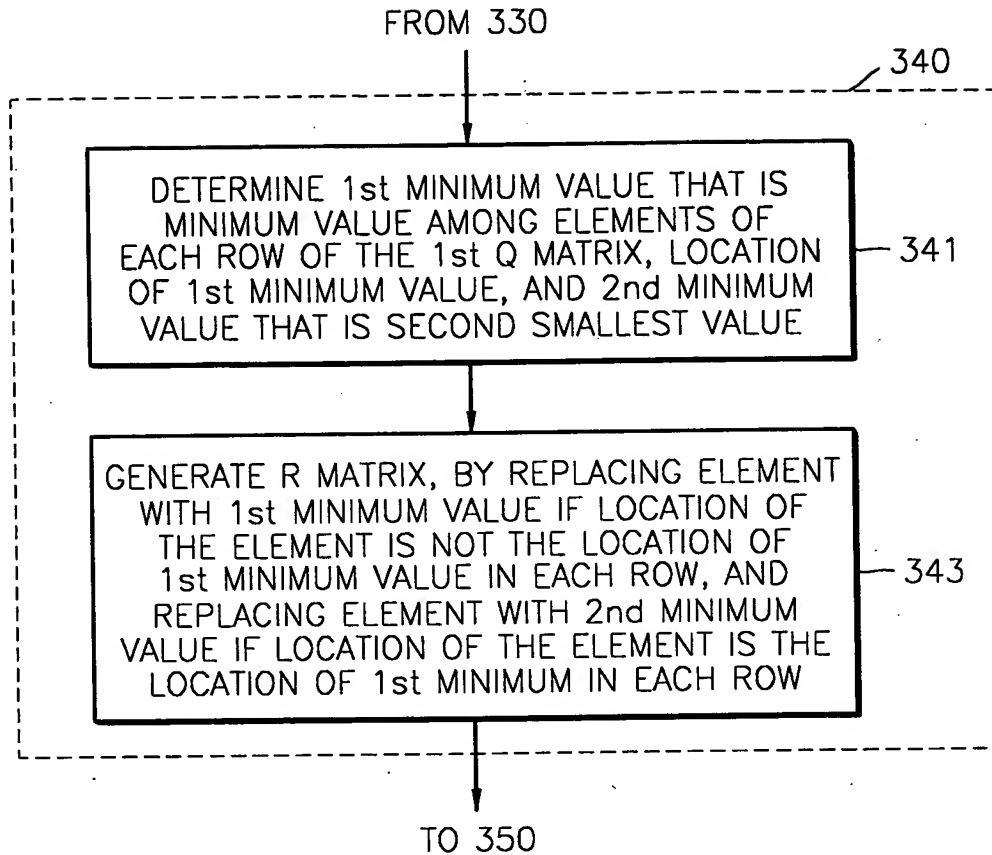 FROM 330
340
DETERMINE 1st MINIMUM VALUE THAT IS
MINIMUM VALUE AMONG ELEMENTS OF
EACH ROW OF THE 1st Q MATRIX, LOCATION
OF 1st MINIMUM VALUE, AND 2nd MINIMUM
VALUE THAT IS SECOND SMALLEST VALUE
341
GENERATE R MATRIX, BY REPLACING ELEMENT
WITH 1st MINIMUM VALUE IF LOCATION OF
THE ELEMENT IS NOT THE LOCATION OF
1st MINIMUM VALUE IN EACH ROW, AND
REPLACING ELEMENT WITH 2nd MINIMUM
VALUE IF LOCATION OF THE ELEMENT IS THE
LOCATION OF 1st MINIMUM IN EACH ROW
343
TO 350